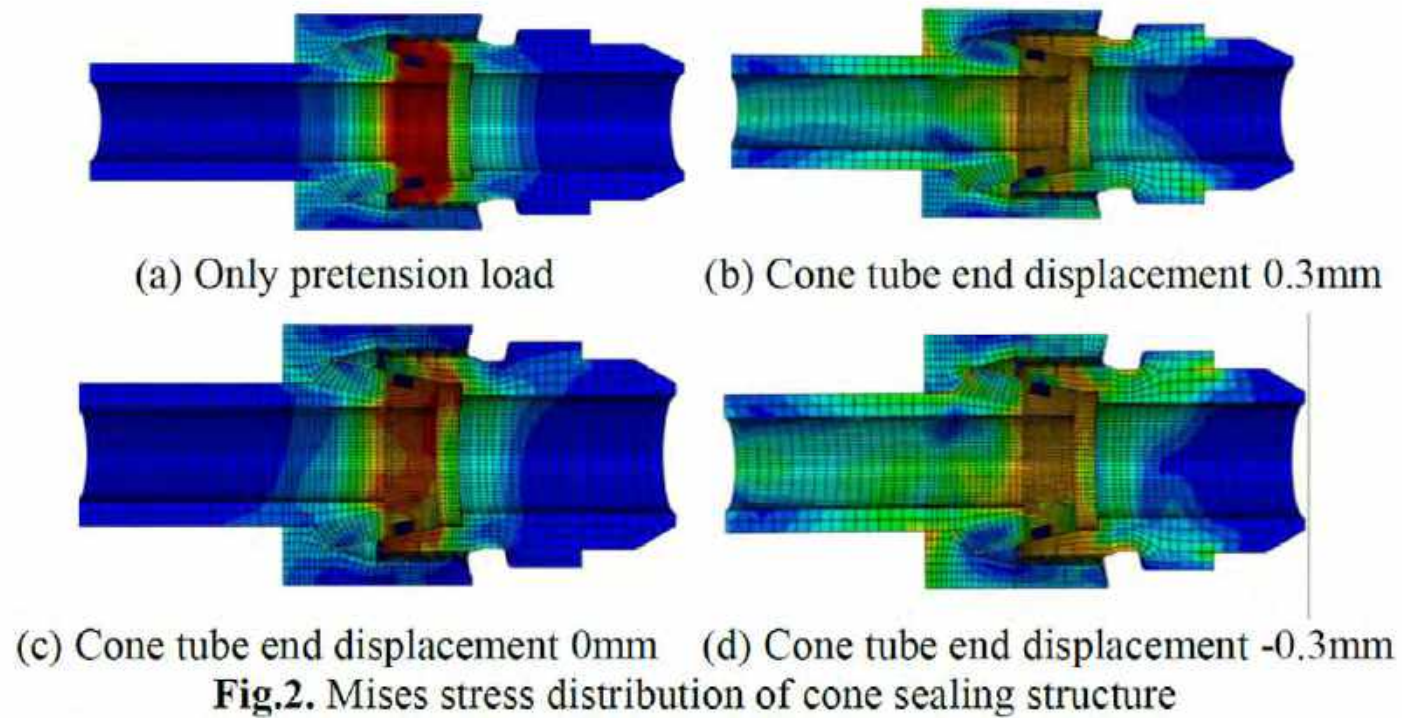 (a) Only pretension load
(b) Cone tube end displacement 0.3mm
(c) Cone tube end displacement 0mm
(d) Cone tube end displacement -0.3mm
Fig.2. Mises stress distribution of cone sealing structure